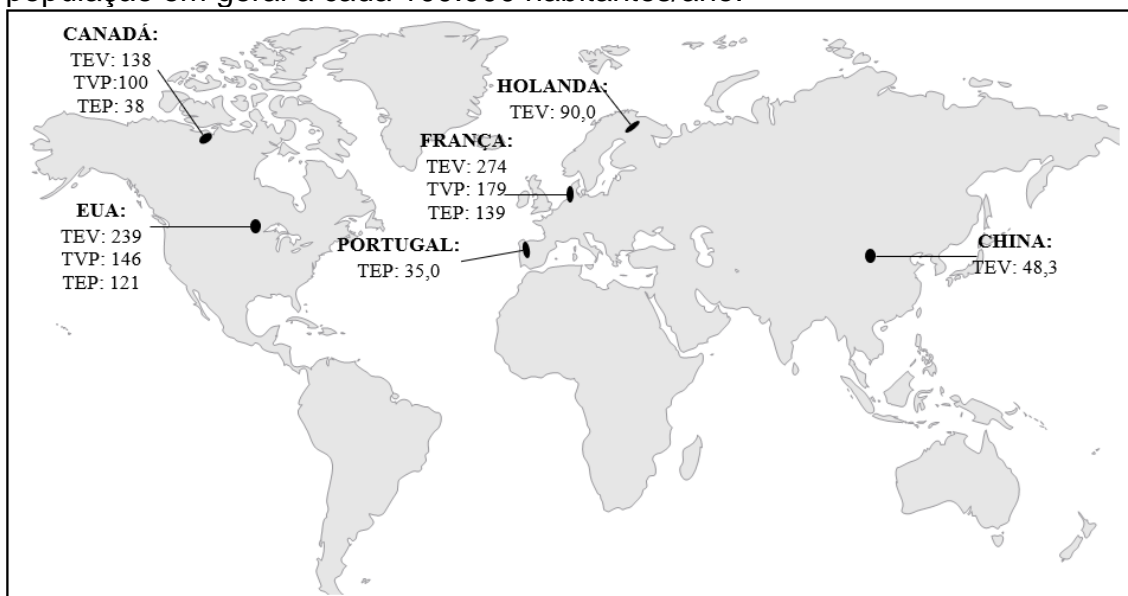 população em geral a cada 100.000 habitantes/ano.
CANADÁ:
TEV: 138
TVP:100
TEP: 38
HOLANDA:
TEV: 90,0
FRANÇA:
TEV: 274
TVP: 179
TEP: 139
EUA:
TEV: 239
TVP: 146
TEP: 121
PORTUGAL:
TEP: 35,0
CHINA:
TEV: 48,3